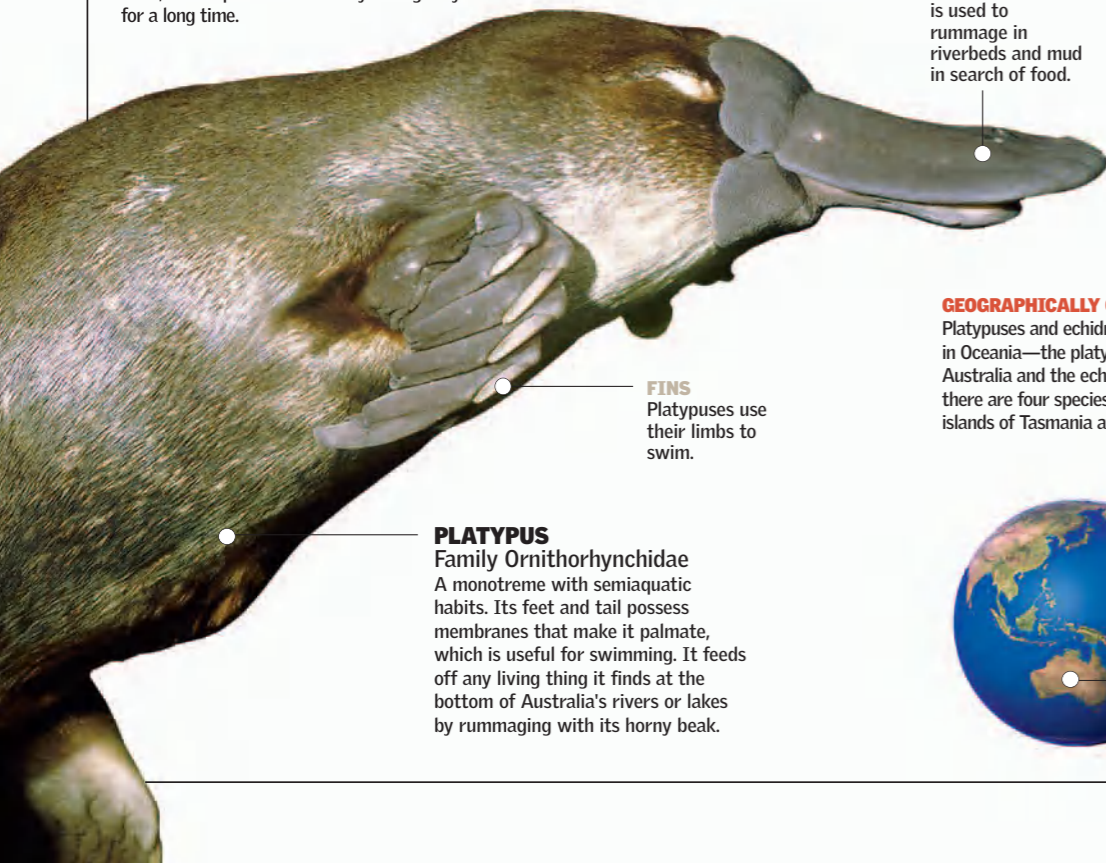 for a long time.
is used to
rummage in
riverbeds and mud
in search of food.
GEOGRAPHICALLY
Platypuses and
in Oceania—the
Australia and the
there are four species
islands of Tasmania
FINS
Platypuses use
their limbs to
swim.
PLATYPUS
Family Ornithorhynchidae
A monotreme with semiaquatic
habits. Its feet and tail possess
membranes that make it palmate,
which is useful for swimming. It feeds
off any living thing it finds at the
bottom of Australia's rivers or lakes
by rummaging with its horny beak.